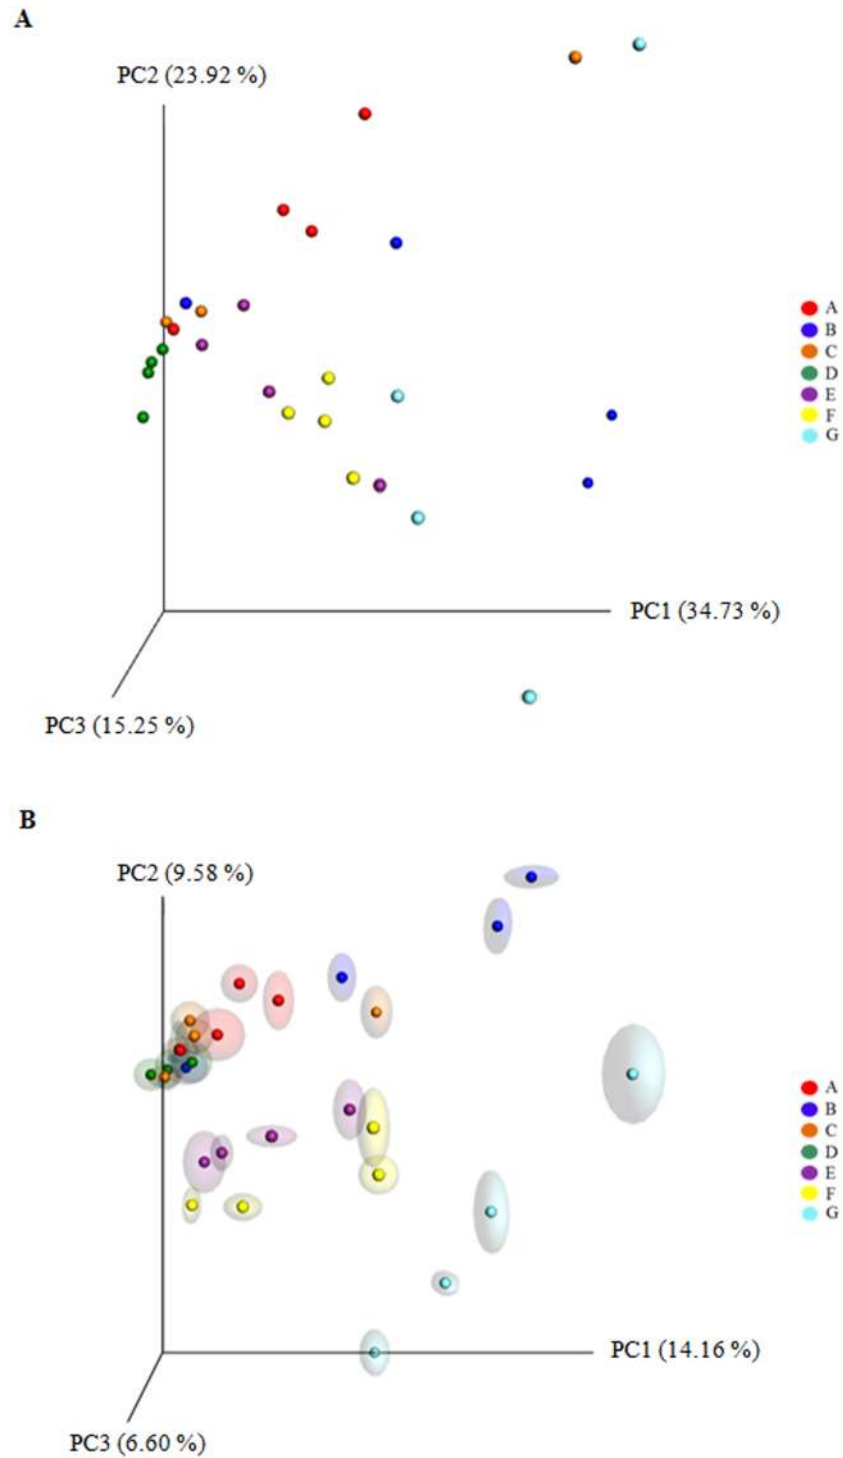 A
PC2 (23.92 %)
A
B
C
D
E
F
G
PC1 (34.73 %)
PC3 (15.25 %)
B
PC2 (9.58 %)
A
B
C
D
E
F
G
PC1 (14.16 %)
PC3 (6.60 %)